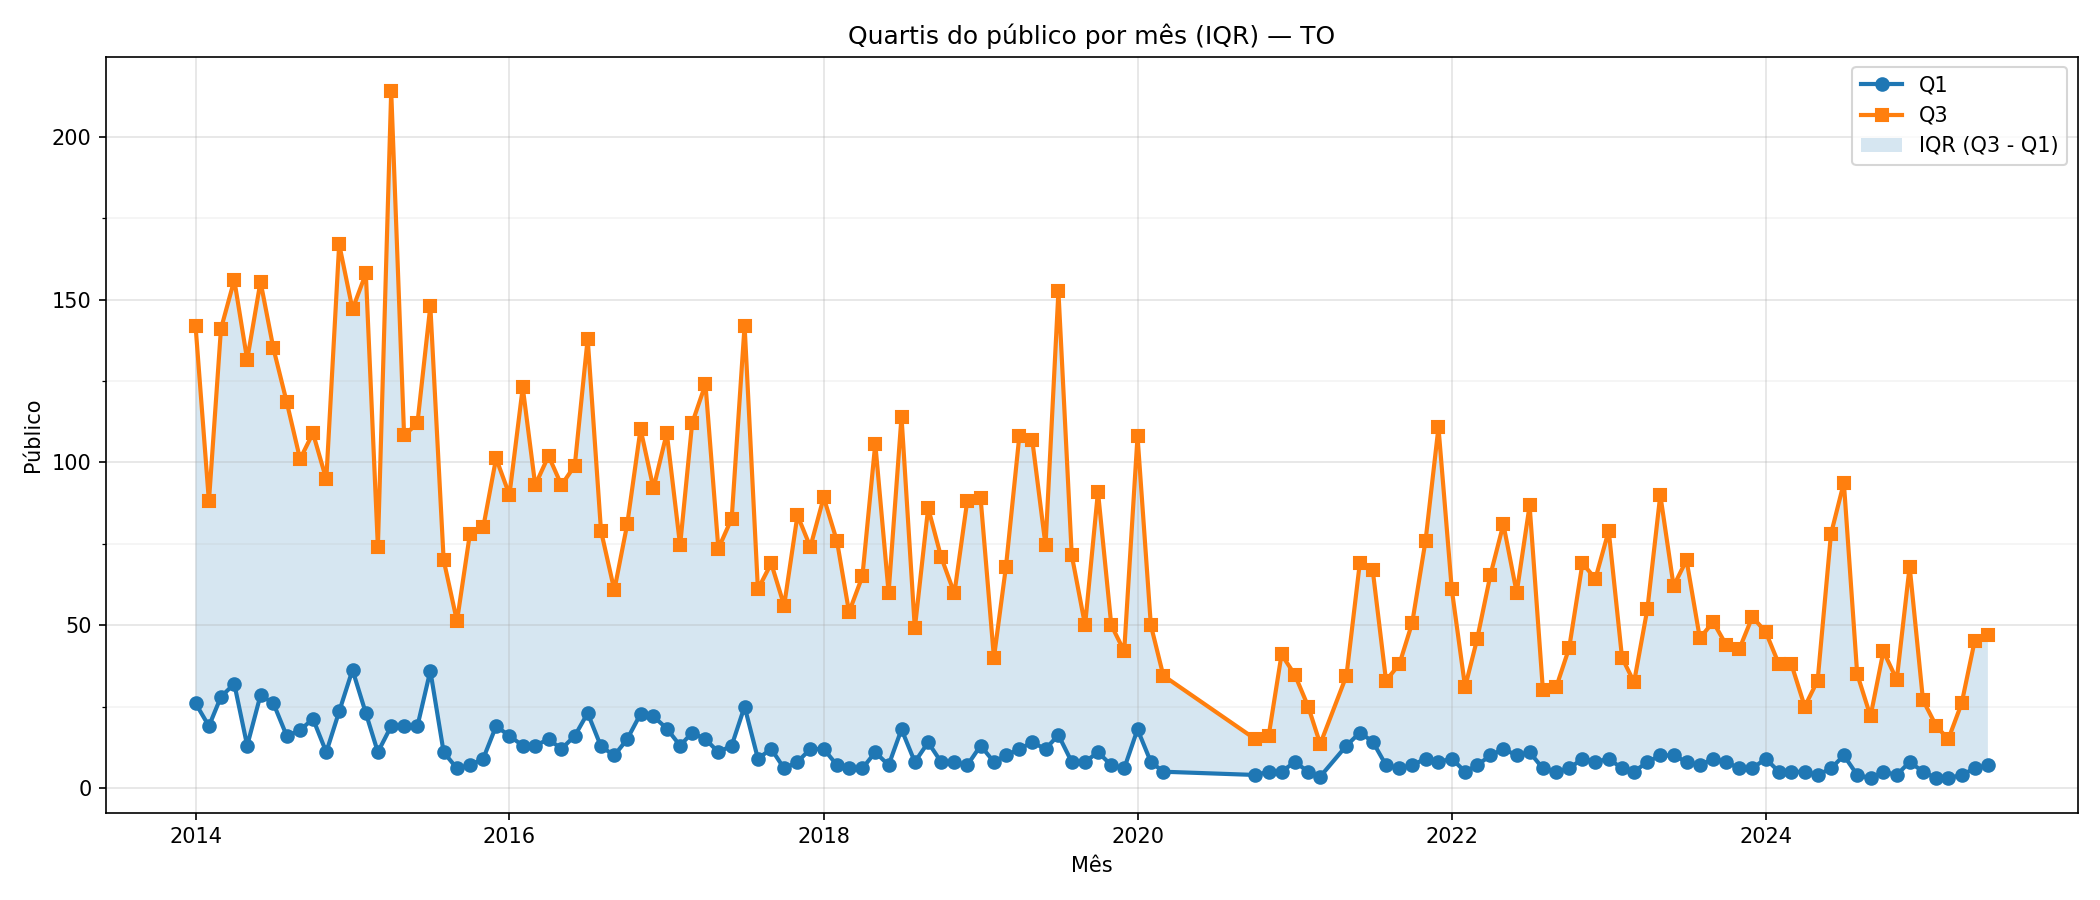 Quartis do público por mês (IQR) — TO
Q1
Q3
IQR (Q3 - Q1)
Público
200
150
100
50
0
2014
2016
2018
2020
2022
2024
Mês